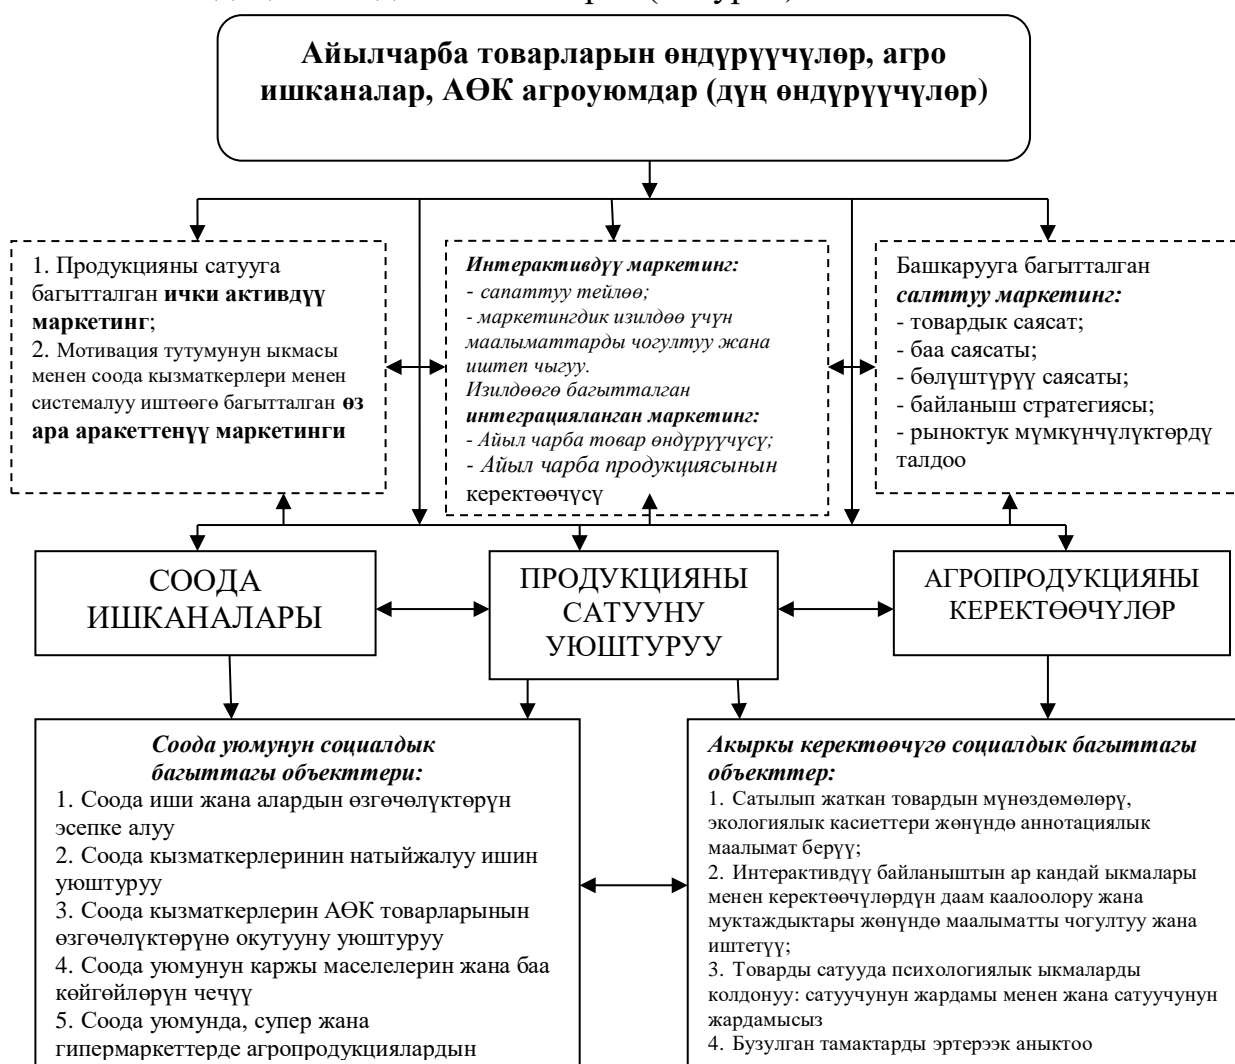 Айылчарба товарларын өндүрүүчүлөр, агро
ишканалар, АӨК агроуюмдар (дүң өндүрүүчүлөр)
1. Продукцияны сатууга
багытталган ички активдүү
маркетинг;
2. Мотивация тутумунун ыкмасы
менен соода кызматкерлери менен
системалуу иштөөгө багытталган өз
ара аракеттенүү маркетинги
Интерактивдүү маркетинг:
- сапаттуу тейлөө;
- маркетингдик изилдөө үчүн
маалыматтарды чогултуу жана
иштеп чыгуу.
Изилдөөгө багытталган
интеграцияланган маркетинг:
- Айыл чарба товар өндүрүүчүсү;
- Айыл чарба продукциясынын
керектөөчүсү
Башкарууга багытталган
салттуу маркетинг:
- товардык саясат;
- баа саясаты;
- бөлүштүрүү саясаты;
- байланыш стратегиясы;
- рыноктук мүмкүнчүлүктөрдү
талдоо
СООДА
ИШКАНАЛАРЫ
ПРОДУКЦИЯНЫ
САТУУНУ
УЮШТУРУУ
АГРОПРОДУКЦИЯНЫ
КЕРЕКТӨӨЧҮЛӨР
Соода уюмунун социалдык
багыттагы объекттери:
1. Соода иши жана алардын өзгөчөлүктөрүн
эсепке алуу
2. Соода кызматкерлеринин натыйжалуу ишин
уюштуруу
3. Соода кызматкерлерин АӨК товарларынын
өзгөчөлүктөрүнө окутууну уюштуруу
4. Соода уюмунун каржы маселелерин жана баа
көйгөйлөрүн чечүү
5. Соода уюмунда, супер жана
гипермаркеттерде агропродукциялардын
Акыркы керектөөчүгө социалдык багыттагы
объекттер:
1. Сатылып жаткан товардын мүнөздөмөлөрү,
экологиялык касиеттери жөнүндө аннотациялык
маалымат берүү;
2. Интерактивдүү байланыштын ар кандай ыкмалары
менен керектөөчүлөрдүн даам каалоолору жана
муктаждыктары жөнүндө маалыматты чогултуу жана
иштетүү;
3. Товарды сатууда психологиялык ыкмаларды
колдонуу: сатуучунун жардамы менен жана сатуучунун
жардамысыз
4. Бузулган тамактарды эртерээк аныктоо